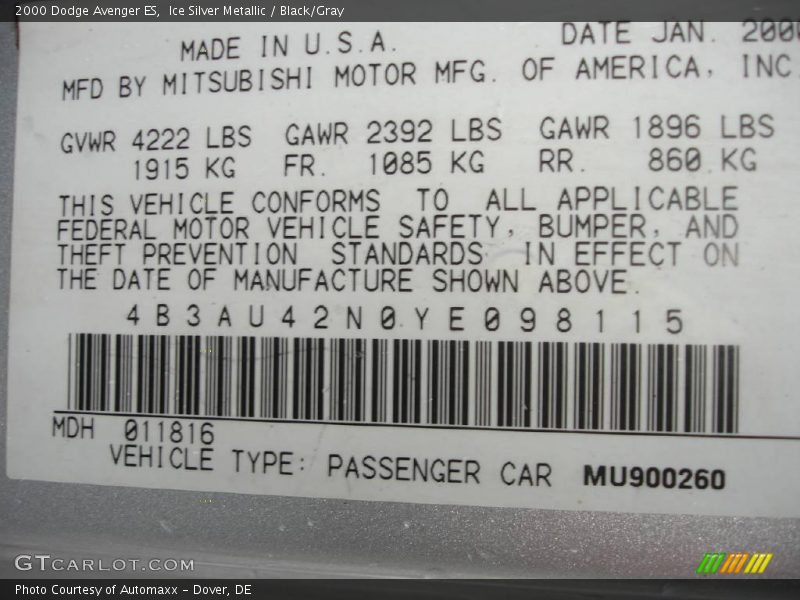 2000 Dodge Avenger ES, Ice Silver Metallic / Black/Gray
MADE IN U.S.A. DATE JAN. 2000
MFD BY MITSUBISHI MOTOR MFG. OF AMERICA, INC.
GVWR 4222 LBS GAWR 2392 LBS GAWR 1896 LBS
1915 KG FR. 1085 KG RR. 860 KG
THIS VEHICLE CONFORMS TO ALL APPLICABLE
FEDERAL MOTOR VEHICLE SAFETY, BUMPER, AND
THEFT PREVENTION STANDARDS IN EFFECT ON
THE DATE OF MANUFACTURE SHOWN ABOVE.
4B3AU42N0YE098115
MDH 011816
VEHICLE TYPE: PASSENGER CAR MU900260
GTCARLOT.COM
Photo Courtesy of Automaxx - Dover, DE